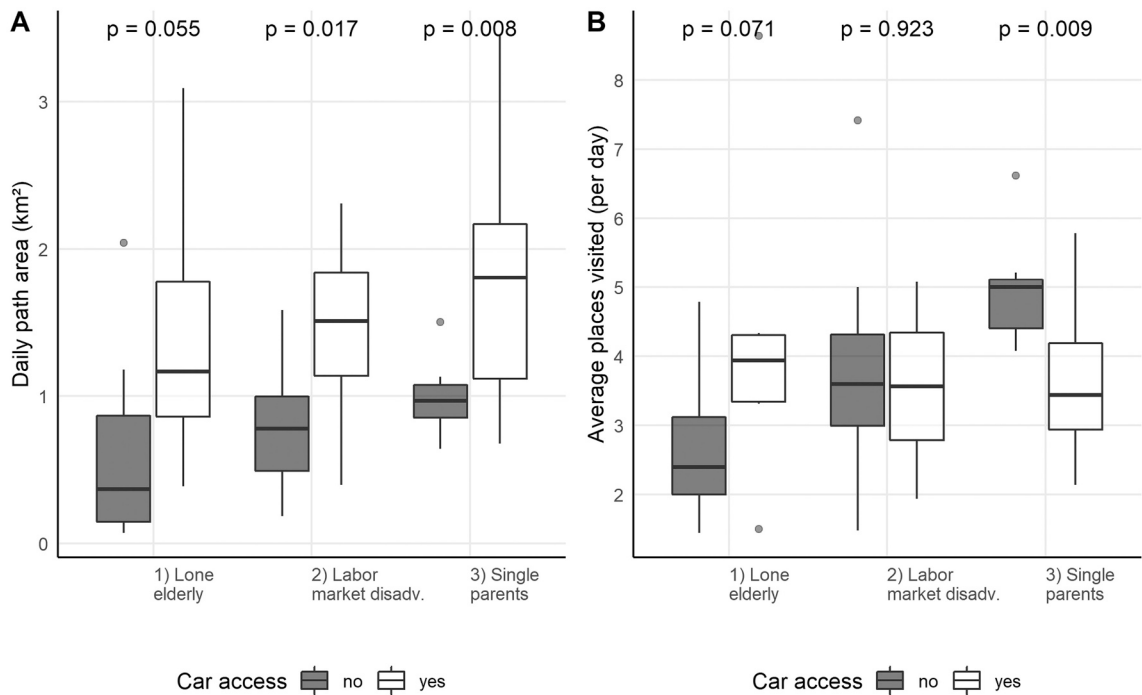 A
p = 0.055
p = 0.017
p = 0.008
Daily path area (km²)
3
2
1
0
1) Lone
elderly
2) Labor
market disadv.
3) Single
parents
Car access no yes
B
p = 0.071
p = 0.923
p = 0.009
Average places visited (per day)
8
7
6
5
4
3
2
1) Lone
elderly
2) Labor
market disadv.
3) Single
parents
Car access no yes